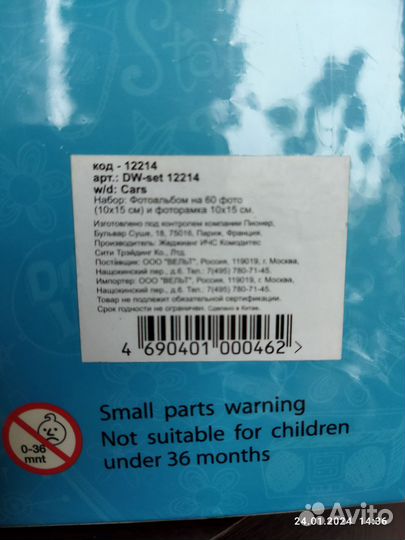 Sta
код - 12214
арт.: DW-set 12214
w/d: Cars
Набор: Фотоальбом на 60 фото
(10x15 см) и фоторамка 10x15 см.
Изготовлено под контролем компании Пионер,
Бульвар Суше, 18, 75016, Париж, Франция.
Производитель: Жеджианг ИЧС Комодитес
Сити Трэйдинг Ко., Лтд.
Поставщик: ООО "ВЕЛЬТ", Россия, 119019, г. Москва,
Нащокинский пер., д.6. Тел.: 7(495) 780-71-45.
Импортер: ООО "ВЕЛЬТ", Россия, 119019, г. Москва,
Нащокинский пер., д.6. Тел.: 7(495) 780-71-45.
Товар не подлежит обязательной сертификации.
Срок годности не ограничен. Сделано в Китае.
4 690401 000462 >
0-36
mnt
Small parts warning
Not suitable for children
under 36 months
Avito
24.01.2024 14:36